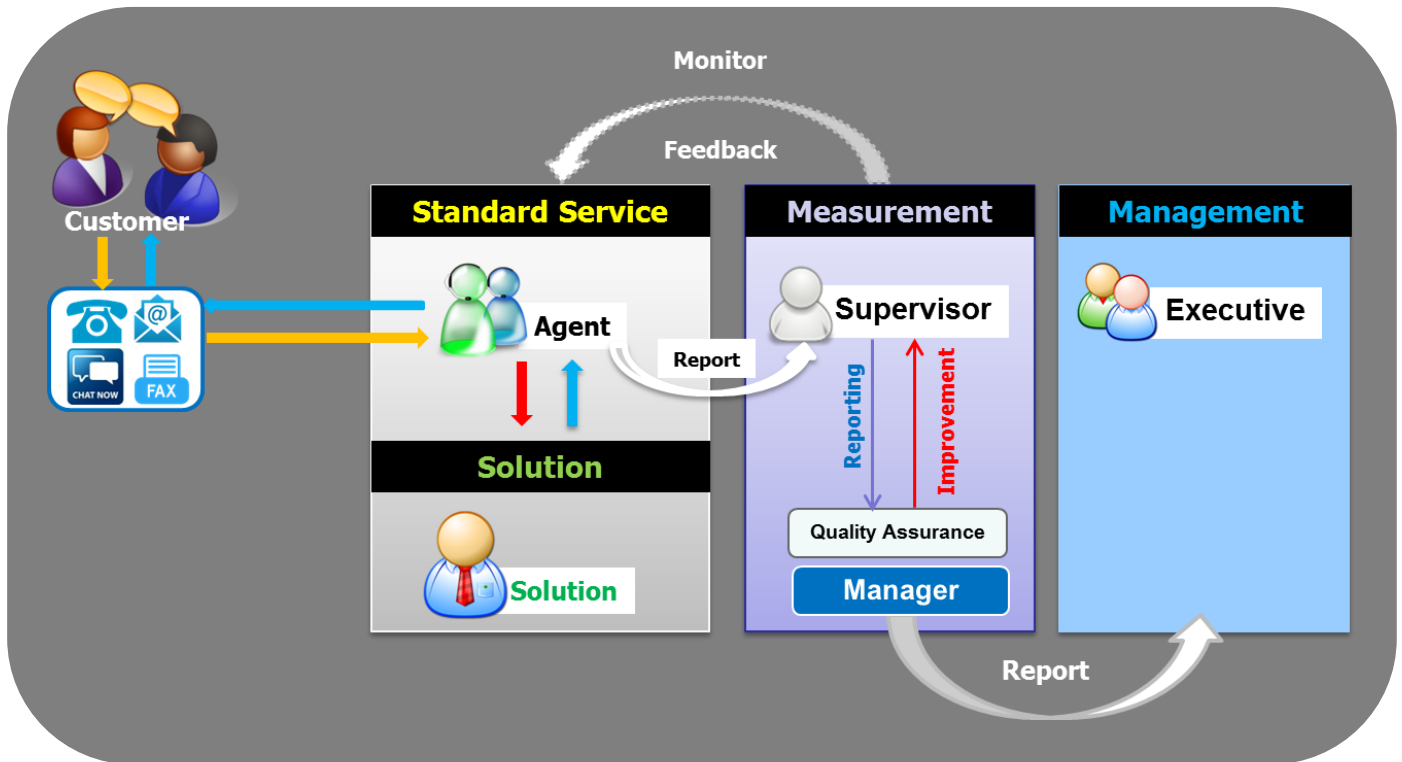 Monitor
Feedback
Customer
Standard Service
Measurement
Management
@
CHAT NOW
FAX
Agent
Report
Supervisor
Executive
Reporting
Improvement
Solution
Solution
Quality Assurance
Manager
Report